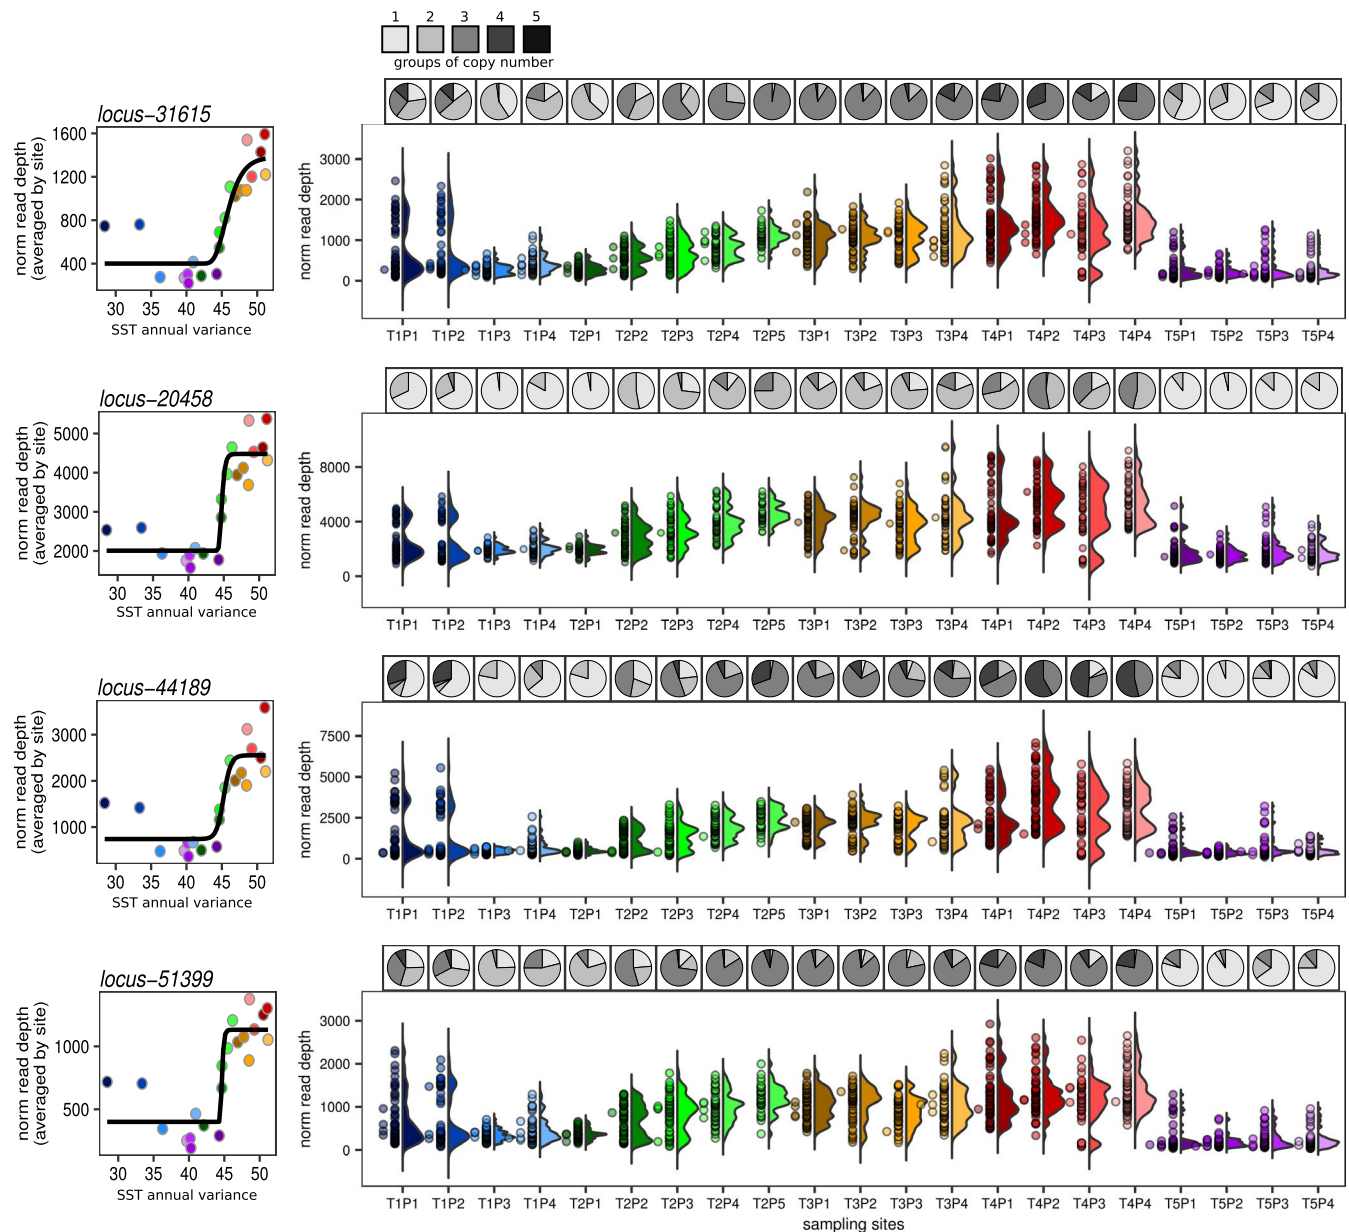 1 2 3 4 5
groups of copy number
locus-31615
norm read depth
(averaged by site)
1600
1200
800
400
30 35 40 45 50
SST annual variance
norm read depth
3000
2000
1000
0
T1P1 T1P2 T1P3 T1P4 T2P1 T2P2 T2P3 T2P4 T2P5 T3P1 T3P2 T3P3 T3P4 T4P1 T4P2 T4P3 T4P4 T5P1 T5P2 T5P3 T5P4
locus-20458
norm read depth
(averaged by site)
5000
4000
3000
2000
30 35 40 45 50
SST annual variance
norm read depth
8000
4000
0
T1P1 T1P2 T1P3 T1P4 T2P1 T2P2 T2P3 T2P4 T2P5 T3P1 T3P2 T3P3 T3P4 T4P1 T4P2 T4P3 T4P4 T5P1 T5P2 T5P3 T5P4
locus-44189
norm read depth
(averaged by site)
3000
2000
1000
30 35 40 45 50
SST annual variance
norm read depth
7500
5000
2500
0
T1P1 T1P2 T1P3 T1P4 T2P1 T2P2 T2P3 T2P4 T2P5 T3P1 T3P2 T3P3 T3P4 T4P1 T4P2 T4P3 T4P4 T5P1 T5P2 T5P3 T5P4
locus-51399
norm read depth
(averaged by site)
1000
500
30 35 40 45 50
SST annual variance
norm read depth
3000
2000
1000
0
T1P1 T1P2 T1P3 T1P4 T2P1 T2P2 T2P3 T2P4 T2P5 T3P1 T3P2 T3P3 T3P4 T4P1 T4P2 T4P3 T4P4 T5P1 T5P2 T5P3 T5P4
sampling sites